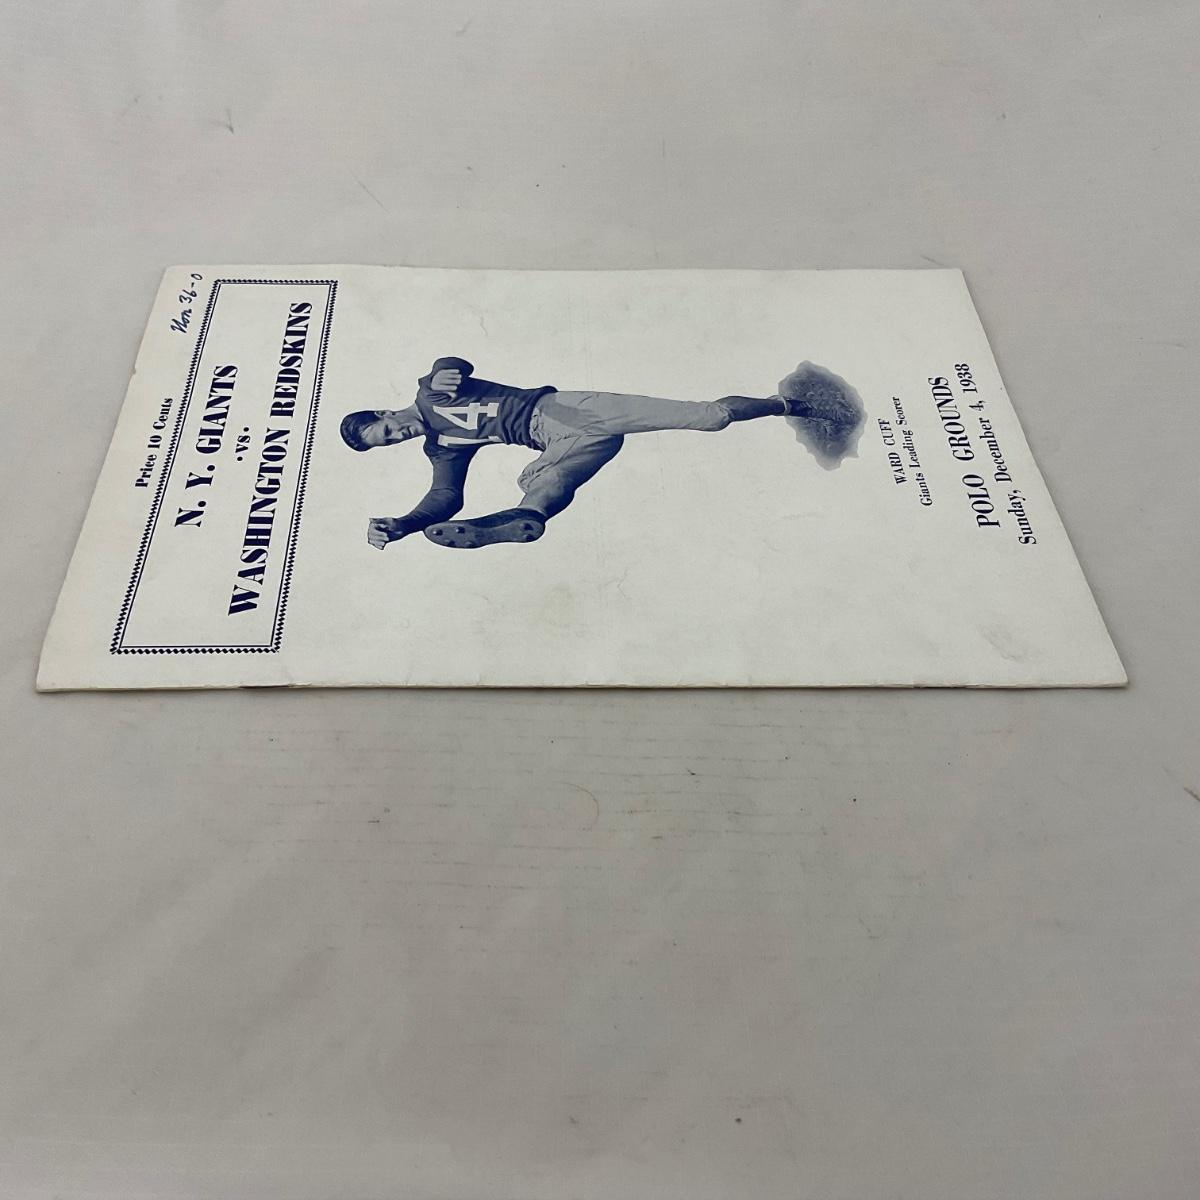 Won 36-0
Price 10 Cents
N. Y. GIANTS
·vs·
WASHINGTON REDSKINS
14
WARD CUFF
Giants Leading Scorer
POLO GROUNDS
Sunday, December 4, 1938